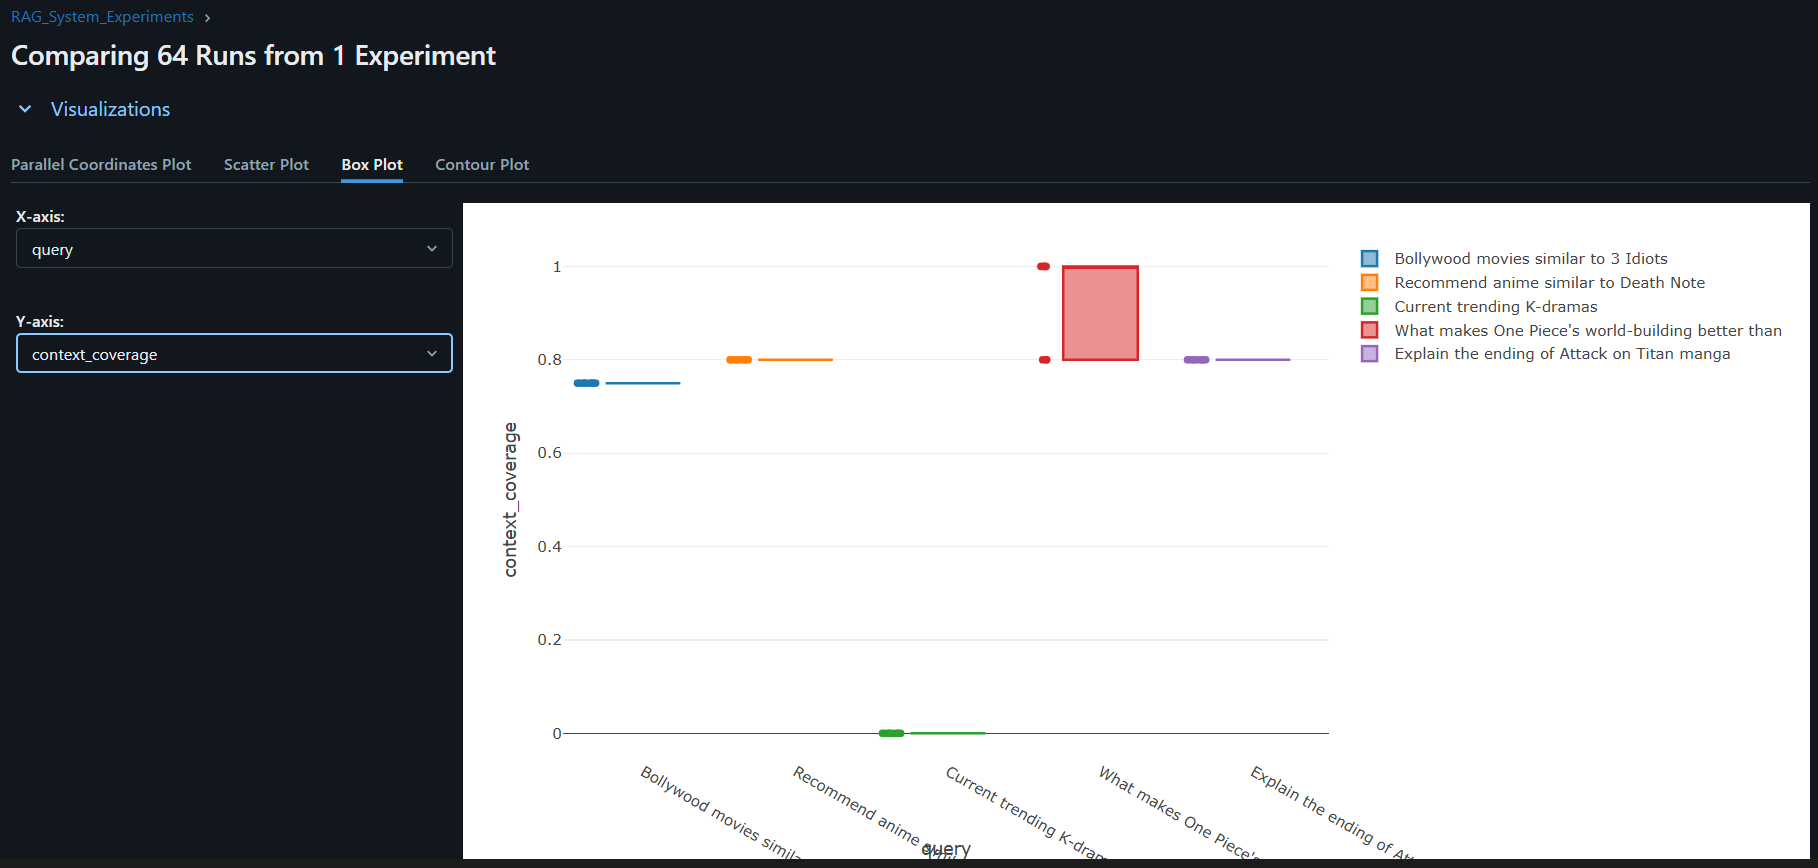 RAG_System_Experiments ›
Comparing 64 Runs from 1 Experiment
Visualizations
Parallel Coordinates Plot Scatter Plot Box Plot Contour Plot
X-axis:
query
Y-axis:
context_coverage
1
0.8
0.6
0.4
0.2
0
context_coverage
Bollywood movies
Recommend anime
Current trending
What makes One Piece's
Explain the ending of
query
Bollywood movies similar to 3 Idiots
Recommend anime similar to Death Note
Current trending K-dramas
What makes One Piece's world-building better than
Explain the ending of Attack on Titan manga